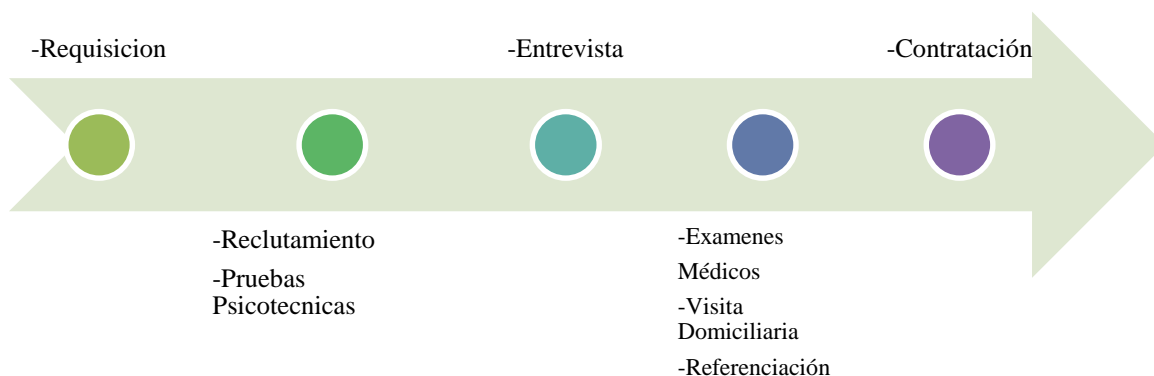 -Requisicion
-Entrevista
-Contratación
-Reclutamiento
-Pruebas
Psicotecnicas
-Examenes
Médicos
-Visita
Domiciliaria
-Referenciación